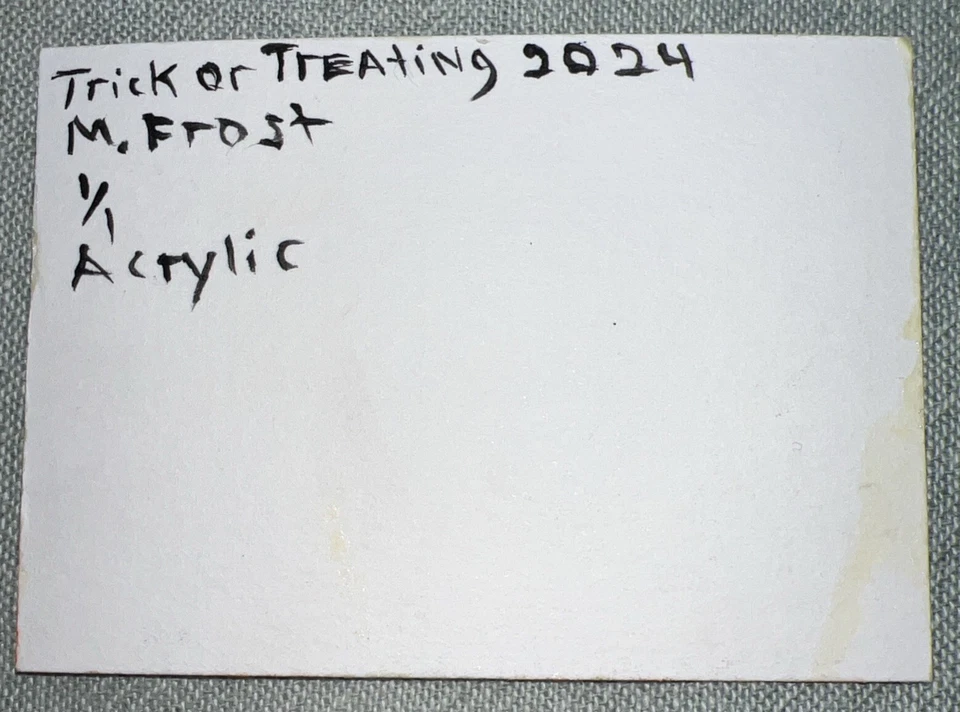 Trick or TrEAting 2024
M. Frost
1/1
Acrylic